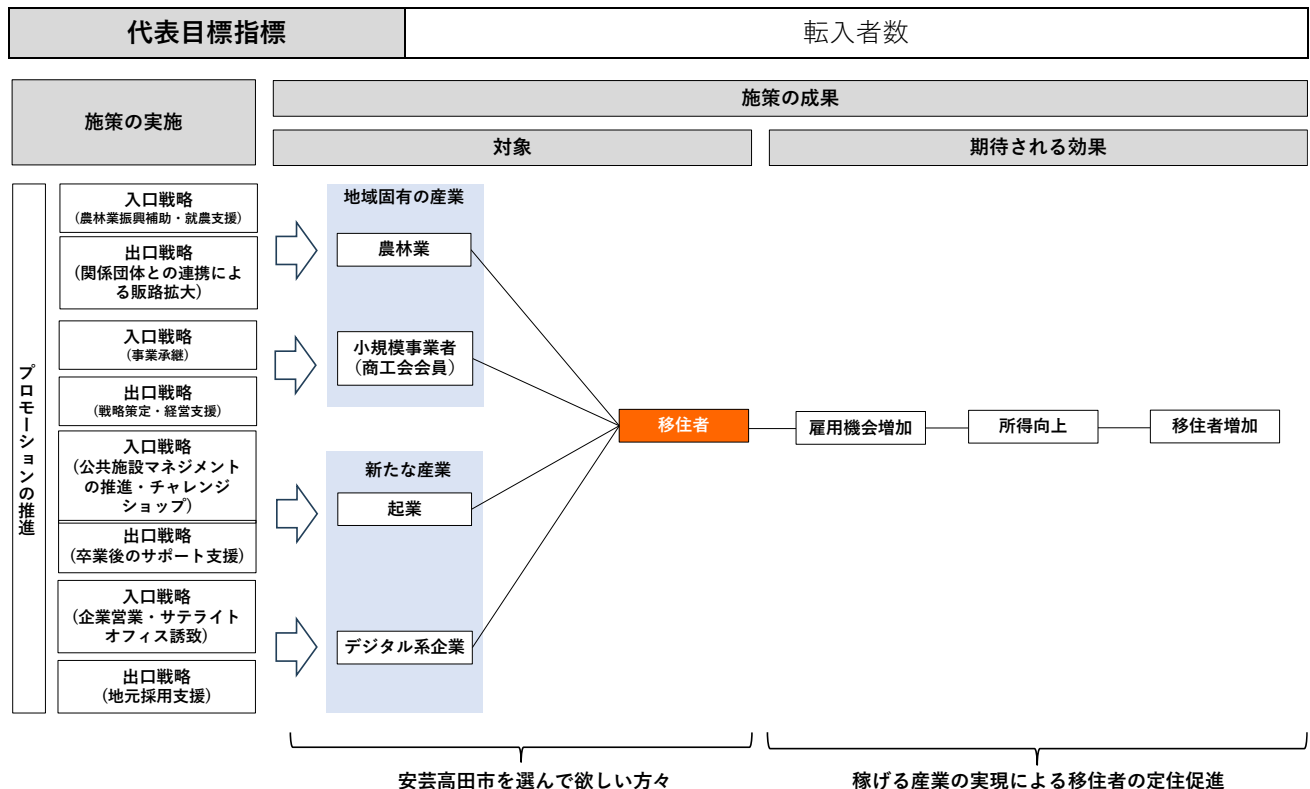 代表目標指標
転入者数
施策の実施
施策の成果
対象
期待される効果
プロモーションの推進
入口戦略
(農林業振興補助・就農支援)
出口戦略
(関係団体との連携によ
る販路拡大)
入口戦略
(事業承継)
出口戦略
(戦略策定・経営支援)
入口戦略
(公共施設マネジメント
の推進・チャレンジ
ショップ)
出口戦略
(卒業後のサポート支援)
入口戦略
(企業営業・サテライト
オフィス誘致)
出口戦略
(地元採用支援)
地域固有の産業
農林業
小規模事業者
(商工会会員)
新たな産業
起業
デジタル系企業
移住者
雇用機会増加
所得向上
移住者増加
安芸高田市を選んで欲しい方々
稼げる産業の実現による移住者の定住促進